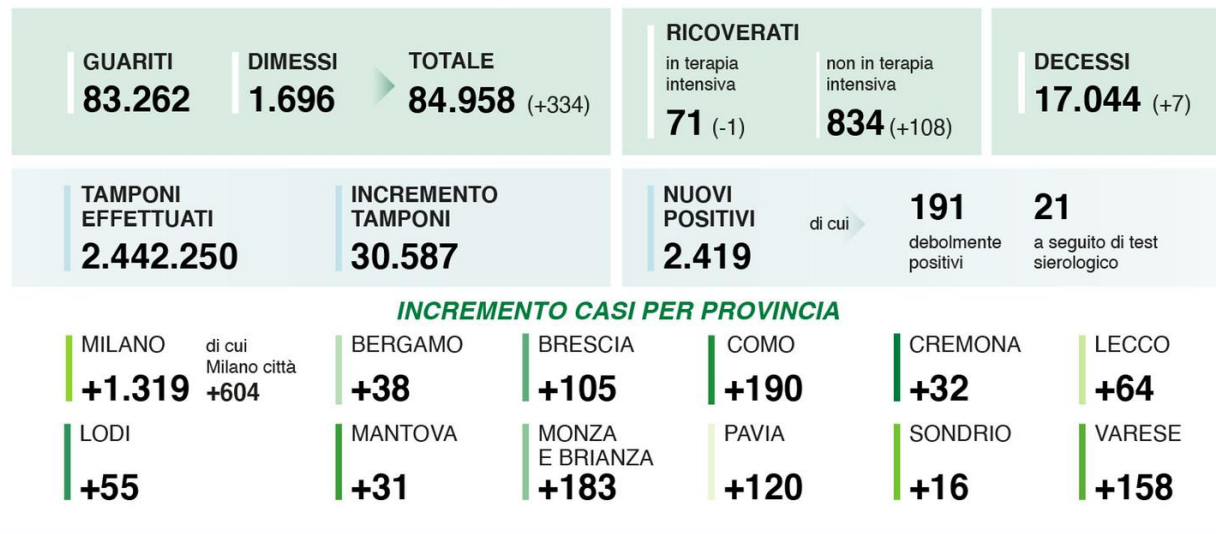 GUARITI
83.262
DIMESSI
1.696
TOTALE
84.958 (+334)
RICOVERATI
in terapia
intensiva
71 (-1)
non in terapia
intensiva
834 (+108)
DECESSI
17.044 (+7)
TAMPONI
EFFETTUATI
2.442.250
INCREMENTO
TAMPONI
30.587
NUOVI
POSITIVI
2.419
di cui
191
debolmente
positivi
21
a seguito di test
sierologico
INCREMENTO CASI PER PROVINCIA
MILANO
+1.319
di cui
Milano città
+604
BERGAMO
+38
BRESCIA
+105
COMO
+190
CREMONA
+32
LECCO
+64
LODI
+55
MANTOVA
+31
MONZA
E BRIANZA
+183
PAVIA
+120
SONDRIO
+16
VARESE
+158